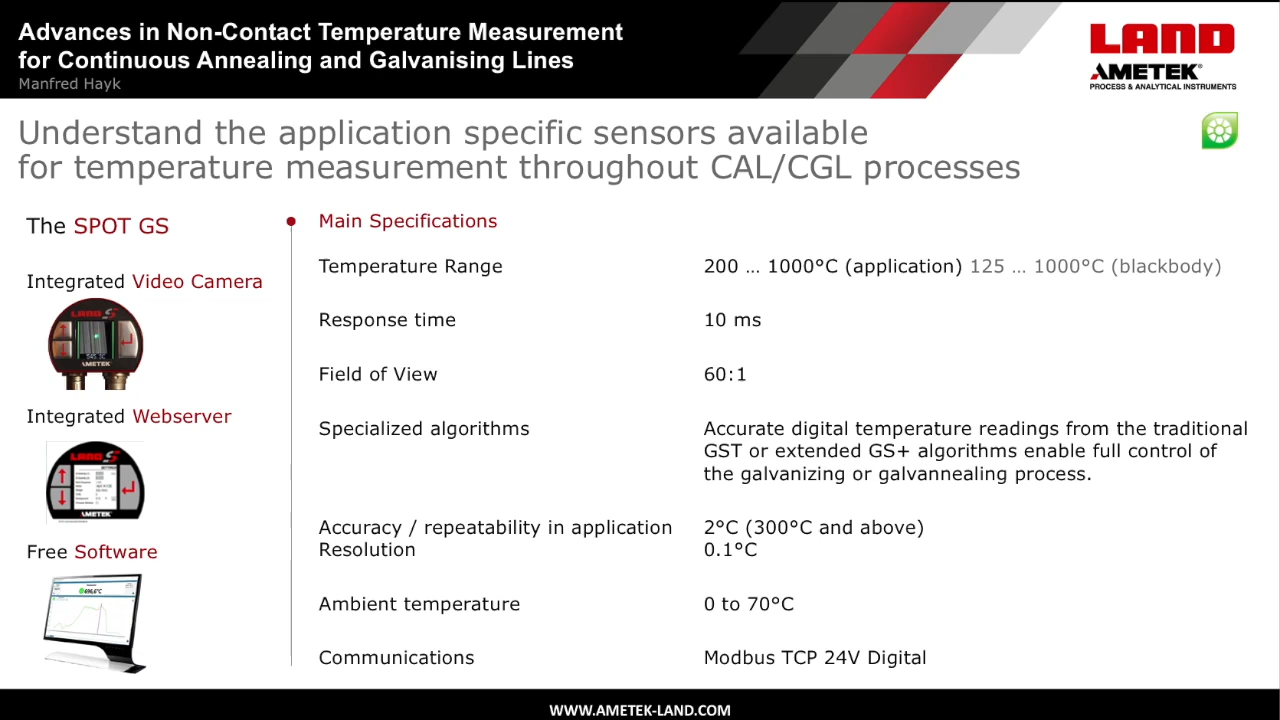 Advances in Non-Contact Temperature Measurement
for Continuous Annealing and Galvanising Lines
Manfred Hayk
LAND
AMETEK®
PROCESS & ANALYTICAL INSTRUMENTS
Understand the application specific sensors available
for temperature measurement throughout CAL/CGL processes
The SPOT GS
Integrated Video Camera
LAND
AMETEK
Integrated Webserver
LAND
AMETEK
Free Software
Main Specifications
Temperature Range 200 … 1000°C (application) 125 … 1000°C (blackbody)
Response time 10 ms
Field of View 60:1
Specialized algorithms Accurate digital temperature readings from the traditional
GST or extended GS+ algorithms enable full control of
the galvanizing or galvannealing process.
Accuracy / repeatability in application 2°C (300°C and above)
Resolution 0.1°C
Ambient temperature 0 to 70°C
Communications Modbus TCP 24V Digital
WWW.AMETEK-LAND.COM